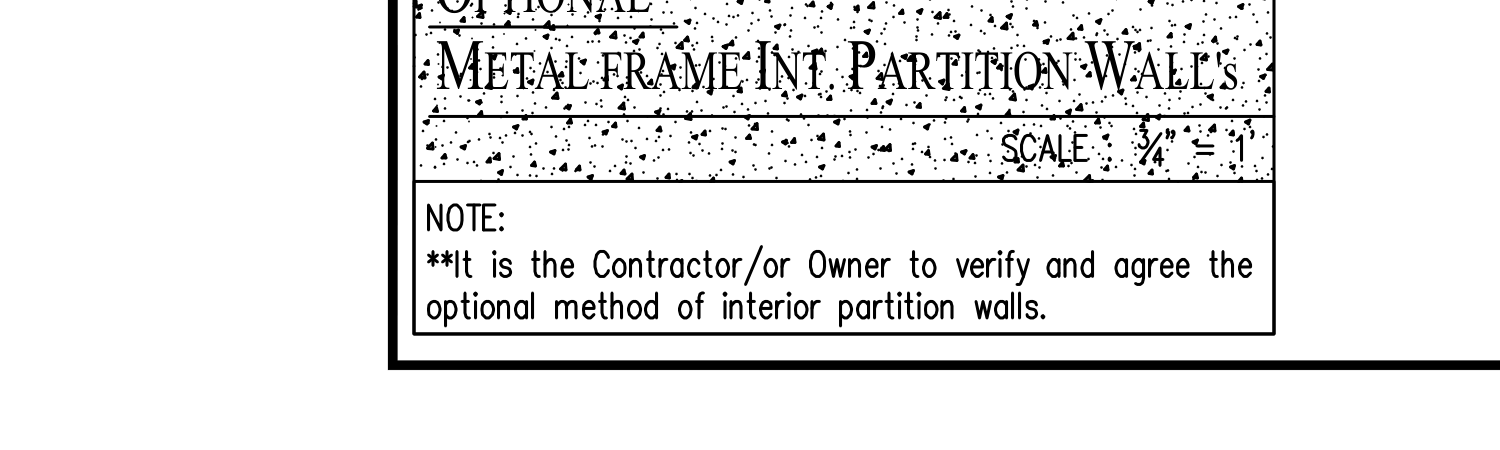 OPTIONAL
METAL FRAME INT. PARTITION WALL's
SCALE : ¾" = 1'
NOTE:
**It is the Contractor/or Owner to verify and agree the
optional method of interior partition walls.